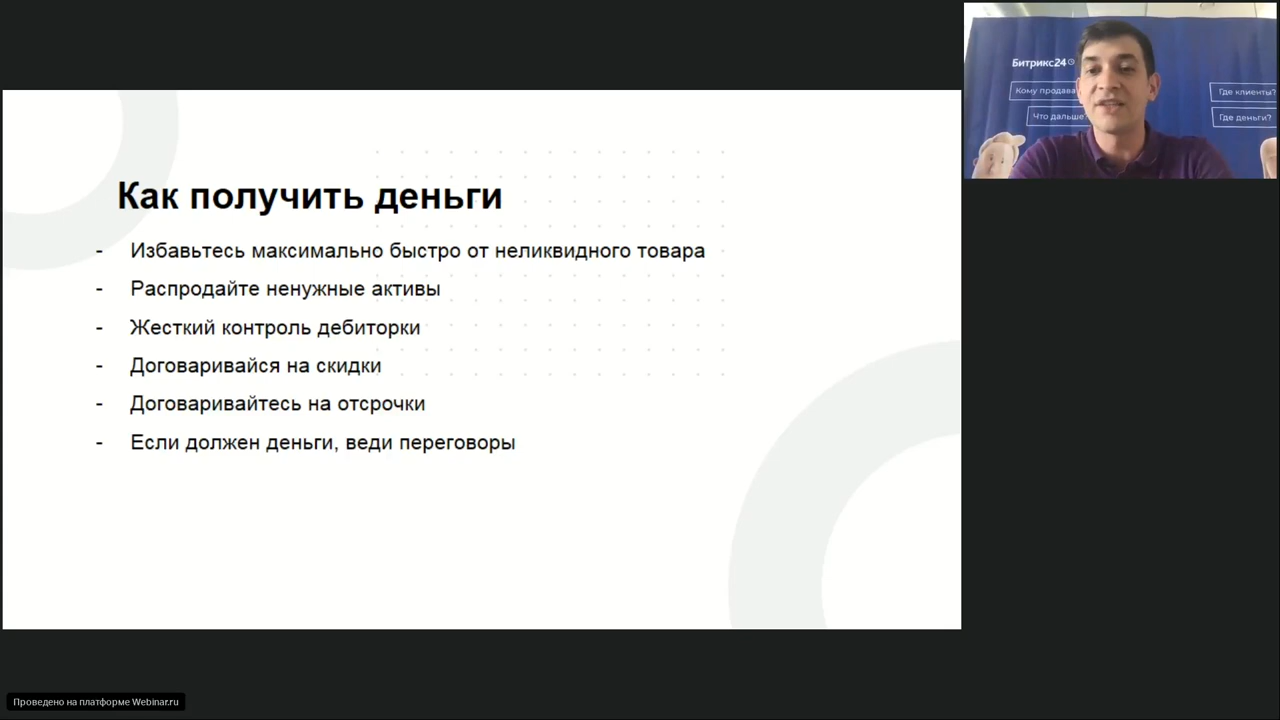 Как получить деньги
- Избавьтесь максимально быстро от неликвидного товара
- Распродайте ненужные активы
- Жесткий контроль дебиторки
- Договаривайся на скидки
- Договаривайтесь на отсрочки
- Если должен деньги, веди переговоры
Битрикс24
Кому продава
Что дальше?
Где клиенты?
Где деньги?
Проведено на платформе Webinar.ru